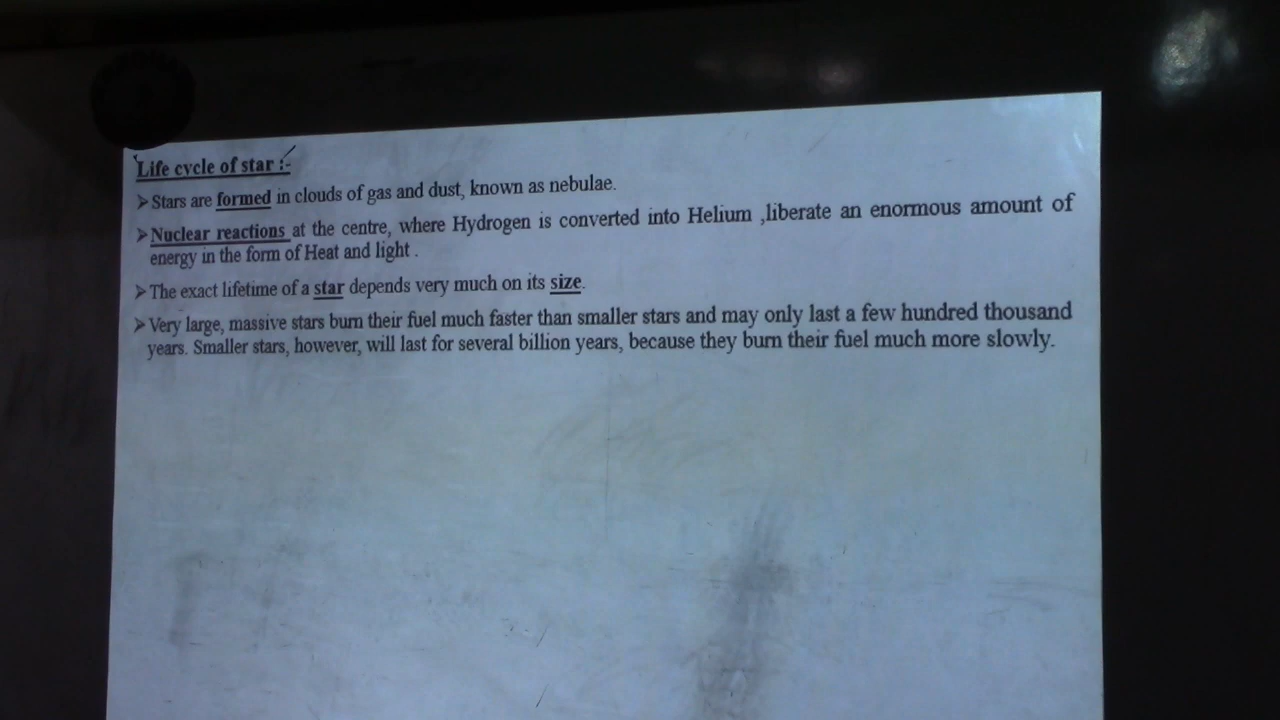 Life cycle of star :-
➢ Stars are formed in clouds of gas and dust, known as nebulae.
➢ Nuclear reactions at the centre, where Hydrogen is converted into Helium ,liberate an enormous amount of
energy in the form of Heat and light .
➢ The exact lifetime of a star depends very much on its size.
➢ Very large, massive stars burn their fuel much faster than smaller stars and may only last a few hundred thousand
years. Smaller stars, however, will last for several billion years, because they burn their fuel much more slowly.